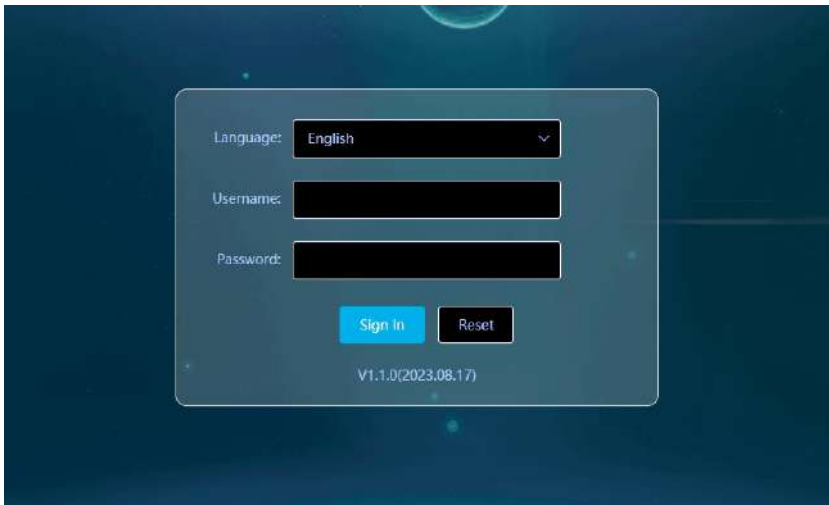 Language: English
Username:
Password:
Sign In Reset
V1.1.0(2023.08.17)